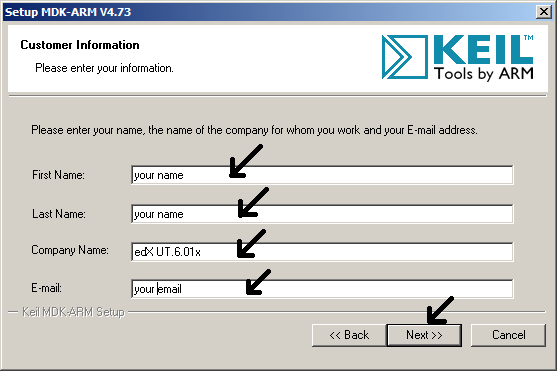 Setup MDK-ARM V4.73
Customer Information
Please enter your information.
KEIL™
Tools by ARM
Please enter your name, the name of the company for whom you work and your E-mail address.
First Name: your name
Last Name: your name
Company Name: edX UT.6.01x
E-mail: your email
Keil MDK-ARM Setup
<< Back Next >> Cancel